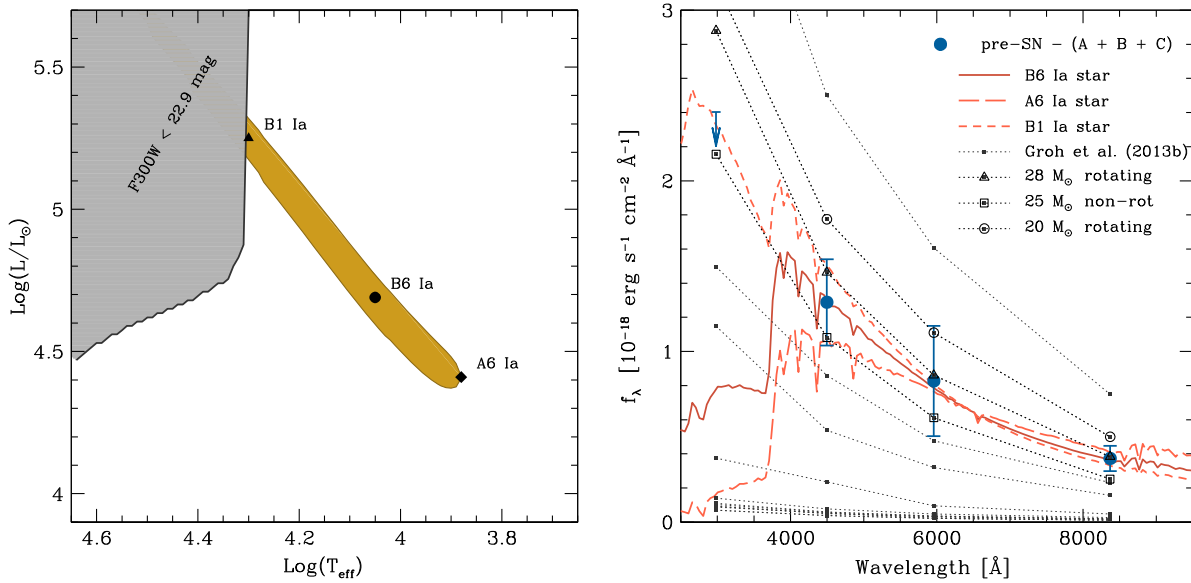 5.5
5
4.5
4
Log(L/L☉)
F300W < 22.9 mag
B1 Ia
B6 Ia
A6 Ia
4.6 4.4 4.2 4 3.8
Log(T_eff)
3
2
1
0
f_λ [10⁻¹⁸ erg s⁻¹ cm⁻² Å⁻¹]
pre-SN - (A + B + C)
B6 Ia star
A6 Ia star
B1 Ia star
Groh et al. (2013b)
28 M☉ rotating
25 M☉ non-rot
20 M☉ rotating
4000 6000 8000
Wavelength [Å]